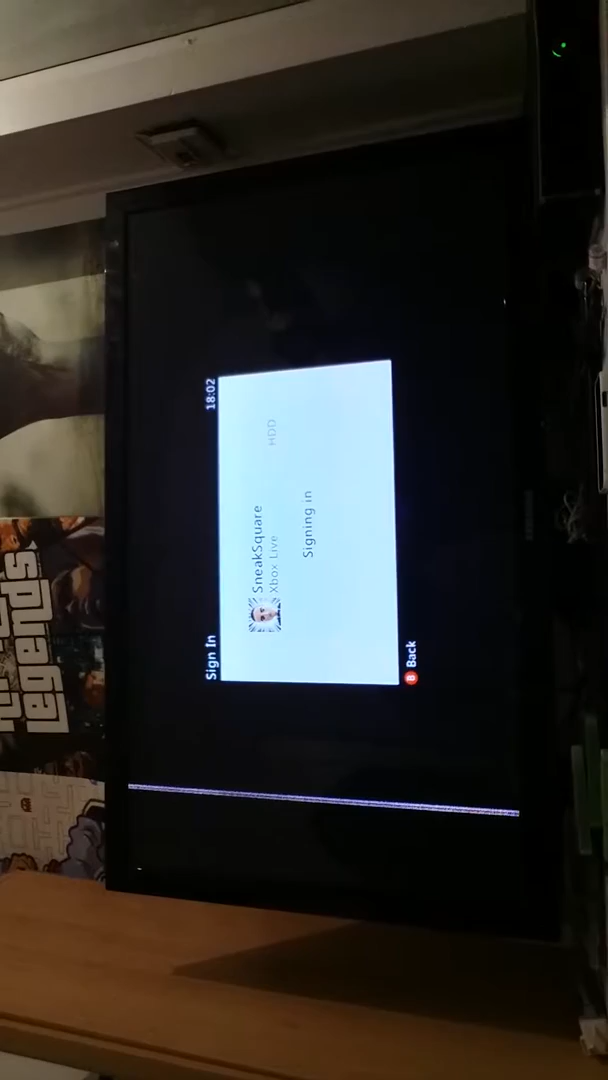 Sign In
18:02
SneakSquare
Xbox Live
HDD
Signing in
B Back
Legends